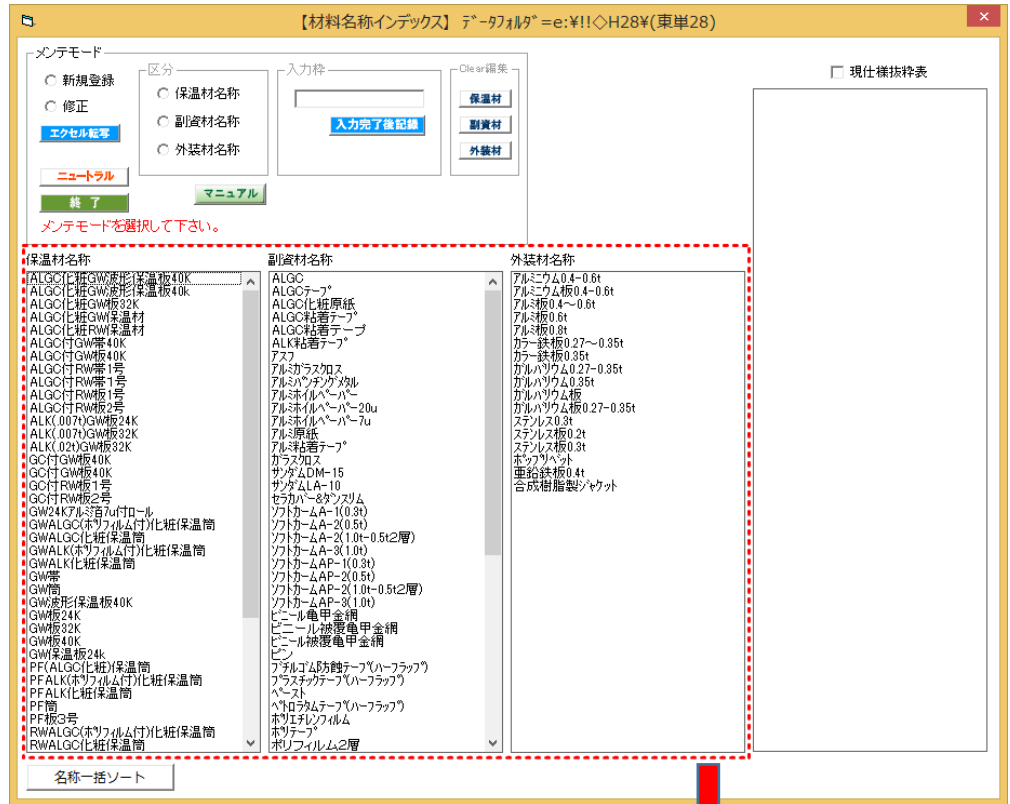 【材料名称インデックス】 ﾃﾞｰﾀﾌｫﾙﾀﾞ=e:¥!!◇H28¥(東単28)
メンテモード
新規登録
修正
エクセル転写
ニュートラル
終 了
メンテモードを選択して下さい。
区分
保温材名称
副資材名称
外装材名称
マニュアル
入力枠
入力完了後記録
Clear編集
保温材
副資材
外装材
現仕様抜粋表
保温材名称
ALGC化粧GW波形保温板40K
ALGC化粧GW波形保温板40k
ALGC化粧GW板32K
ALGC化粧GW保温材
ALGC化粧RW保温材
ALGC付GW帯40K
ALGC付GW板40K
ALGC付RW帯1号
ALGC付RW帯1号
ALGC付RW板1号
ALGC付RW板2号
ALK(.007t)GW板24K
ALK(.007t)GW板32K
ALK(.02t)GW板32K
GC付GW板40K
GC付GW板40K
GC付RW板1号
GC付RW板2号
GW24Kｱﾙﾐ箔7u付ﾛｰﾙ
GWALGC(ﾎﾟﾘﾌｨﾙﾑ付)化粧保温筒
GWALGC化粧保温筒
GWALK(ﾎﾟﾘﾌｨﾙﾑ付)化粧保温筒
GWALK化粧保温筒
GW帯
GW筒
GW波形保温板40K
GW板24K
GW板32K
GW板40K
GW保温板24k
PF(ALGC化粧)保温筒
PFALK(ﾎﾟﾘﾌｨﾙﾑ付)化粧保温筒
PFALK化粧保温筒
PF筒
PF板3号
RWALGC(ﾎﾟﾘﾌｨﾙﾑ付)化粧保温筒
RWALGC化粧保温筒
副資材名称
ALGC
ALGCﾃｰﾌﾟ
ALGC化粧原紙
ALGC粘着ﾃｰﾌﾟ
ALGC粘着テープ
ALK粘着ﾃｰﾌﾟ
ｱｽﾌ
ｱﾙﾐｶﾞﾗｽｸﾛｽ
ｱﾙﾐﾊﾟﾝﾁﾝｸﾞﾒﾀﾙ
ｱﾙﾐﾎｲﾙﾍﾟｰﾊﾟｰ
ｱﾙﾐﾎｲﾙﾍﾟｰﾊﾟｰ20u
ｱﾙﾐﾎｲﾙﾍﾟｰﾊﾟｰ7u
ｱﾙﾐ原紙
ｱﾙﾐ粘着ﾃｰﾌﾟ
ｶﾞﾗｽｸﾛｽ
ｻﾝﾀﾞﾑDM-15
ｻﾝﾀﾞﾑLA-10
ｾﾗｶﾊﾞｰ&ﾀﾞﾝｽﾘﾑ
ｿﾌﾄｶｰﾑA-1(0.3t)
ｿﾌﾄｶｰﾑA-2(0.5t)
ｿﾌﾄｶｰﾑA-2(1.0t-0.5t2層)
ｿﾌﾄｶｰﾑA-3(1.0t)
ｿﾌﾄｶｰﾑAP-1(0.3t)
ｿﾌﾄｶｰﾑAP-2(0.5t)
ｿﾌﾄｶｰﾑAP-2(1.0t-0.5t2層)
ｿﾌﾄｶｰﾑAP-3(1.0t)
ﾋﾞﾆｰﾙ亀甲金網
ビニール被覆亀甲金網
ﾋﾞﾆｰﾙ被覆亀甲金網
ピン
ﾌﾞﾁﾙｺﾞﾑ防蝕ﾃｰﾌﾟ(ﾊｰﾌﾗｯﾌﾟ)
ﾌﾟﾗｽﾁｯｸﾃｰﾌﾟ(ﾊｰﾌﾗｯﾌﾟ)
ﾍﾟｰｽﾄ
ﾍﾟﾄﾛﾗﾀﾑﾃｰﾌﾟ(ﾊｰﾌﾗｯﾌﾟ)
ﾎﾟﾘｴﾁﾚﾝﾌｨﾙﾑ
ﾎﾟﾘﾃｰﾌﾟ
ポリフィルム2層
外装材名称
ｱﾙﾐﾆｳﾑ0.4-0.6t
ｱﾙﾐﾆｳﾑ板0.4-0.6t
ｱﾙﾐ板0.4～0.6t
ｱﾙﾐ板0.6t
ｱﾙﾐ板0.8t
ｶﾗｰ鉄板0.27～0.35t
ｶﾗｰ鉄板0.35t
ｶﾞﾙﾊﾞﾘｳﾑ0.27-0.35t
ｶﾞﾙﾊﾞﾘｳﾑ0.35t
ｶﾞﾙﾊﾞﾘｳﾑ板
ｶﾞﾙﾊﾞﾘｳﾑ板0.27-0.35t
ｽﾃﾝﾚｽ0.3t
ｽﾃﾝﾚｽ板0.2t
ｽﾃﾝﾚｽ板0.3t
ﾎﾟｯﾌﾟﾘﾍﾞｯﾄ
亜鉛鉄板0.4t
合成樹脂製ｼﾞｬｹｯﾄ
名称一括ソート